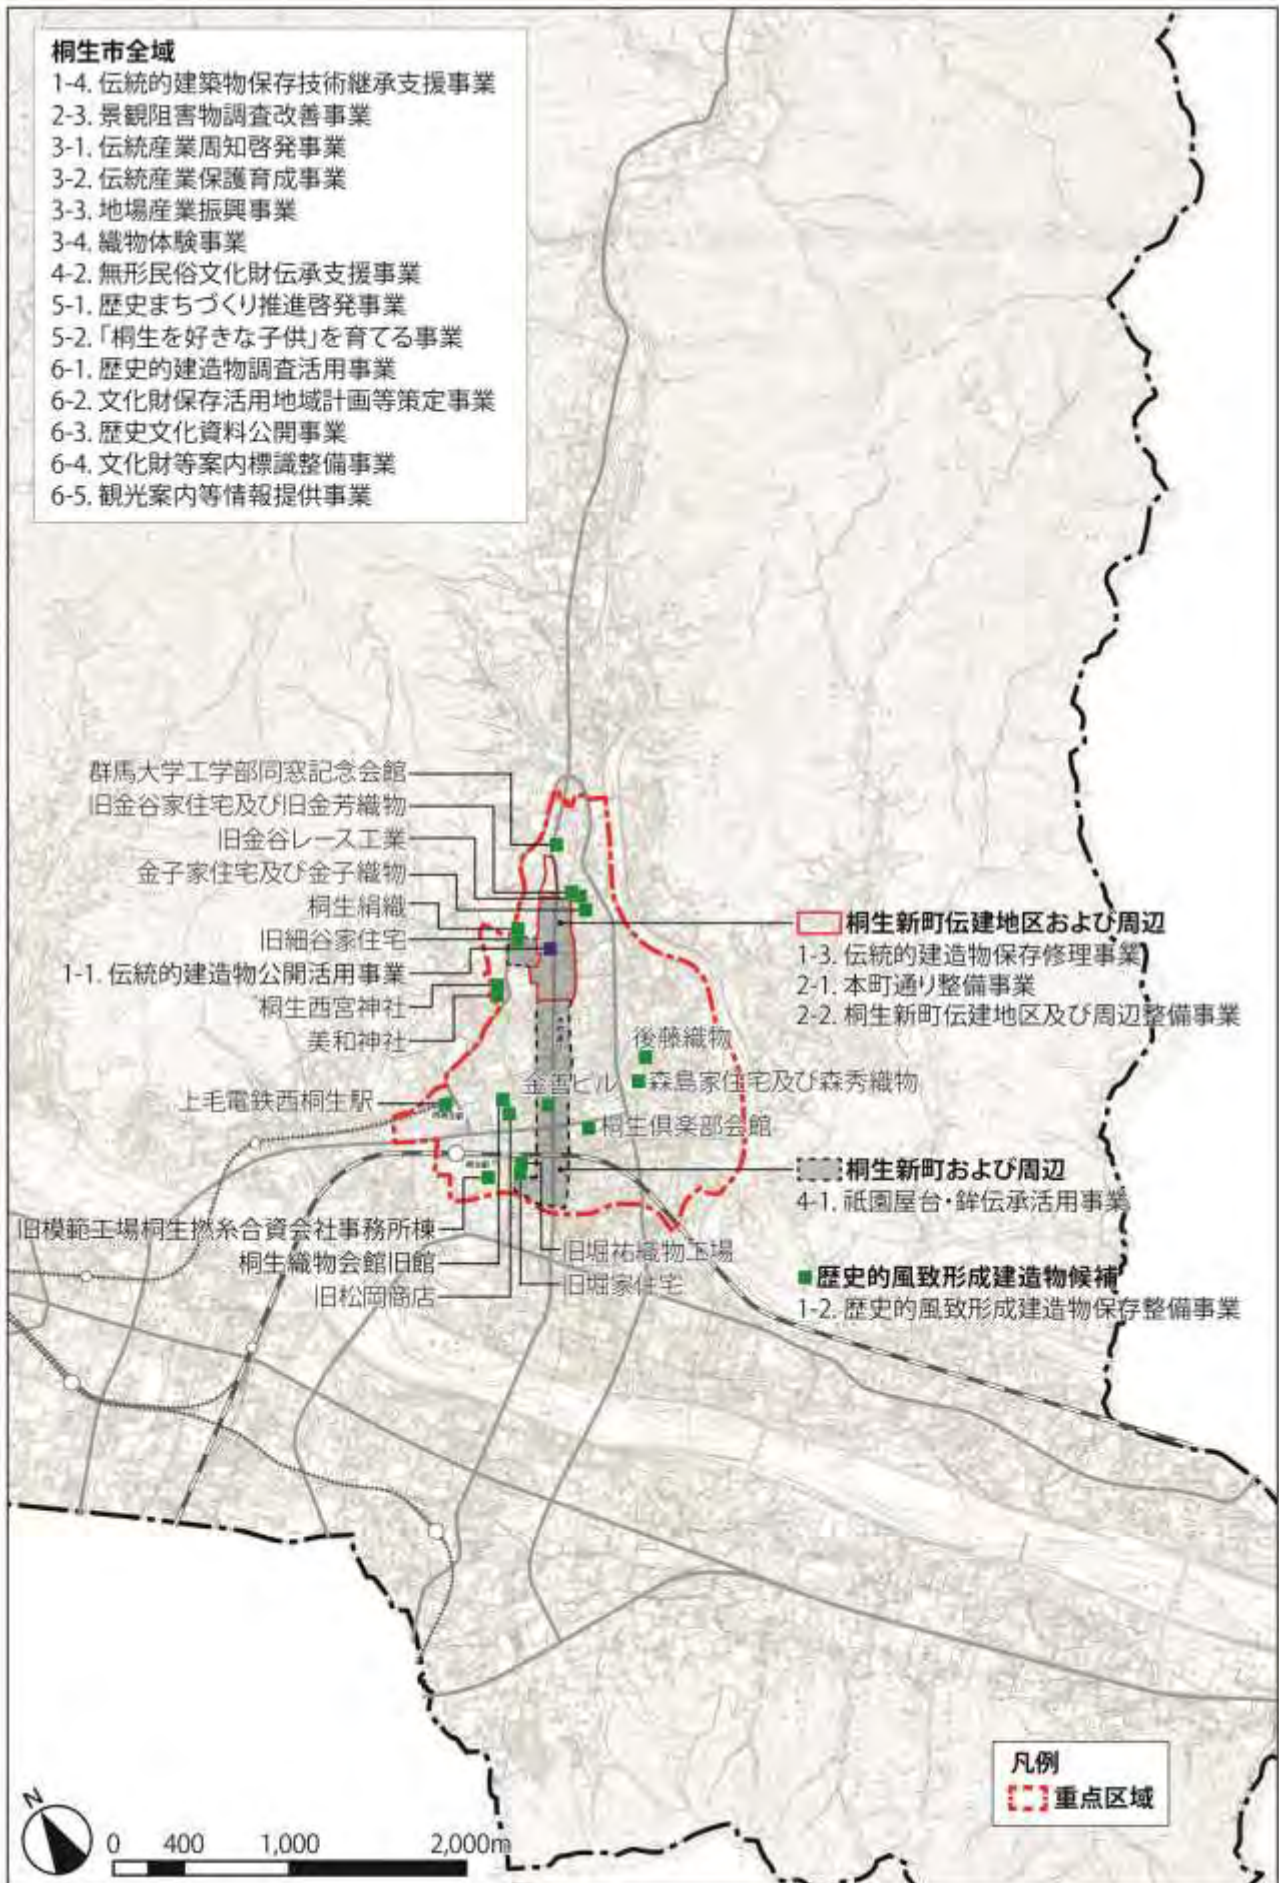 桐生市全域
1-4. 伝統的建築物保存技術継承支援事業
2-3. 景観阻害物調査改善事業
3-1. 伝統産業周知啓発事業
3-2. 伝統産業保護育成事業
3-3. 地場産業振興事業
3-4. 織物体験事業
4-2. 無形民俗文化財伝承支援事業
5-1. 歴史まちづくり推進啓発事業
5-2. 「桐生を好きな子供」を育てる事業
6-1. 歴史的建造物調査活用事業
6-2. 文化財保存活用地域計画等策定事業
6-3. 歴史文化資料公開事業
6-4. 文化財等案内標識整備事業
6-5. 観光案内等情報提供事業
群馬大学工学部同窓記念会館
旧金谷家住宅及び旧金芳織物
旧金谷レース工業
金子家住宅及び金子織物
桐生絹織
旧細谷家住宅
1-1. 伝統的建造物公開活用事業
桐生西宮神社
美和神社
上毛電鉄西桐生駅
旧模範工場桐生撚糸合資会社事務所棟
桐生織物会館旧館
旧松岡商店
後藤織物
金善ビル
森島家住宅及び森秀織物
桐生倶楽部会館
旧堀祐織物工場
旧堀家住宅
桐生新町伝建地区および周辺
1-3. 伝統的建造物保存修理事業
2-1. 本町通り整備事業
2-2. 桐生新町伝建地区及び周辺整備事業
桐生新町および周辺
4-1. 祇園屋台・鉾伝承活用事業
歴史的風致形成建造物候補
1-2. 歴史的風致形成建造物保存整備事業
凡例
重点区域
N
0 400 1,000 2,000m